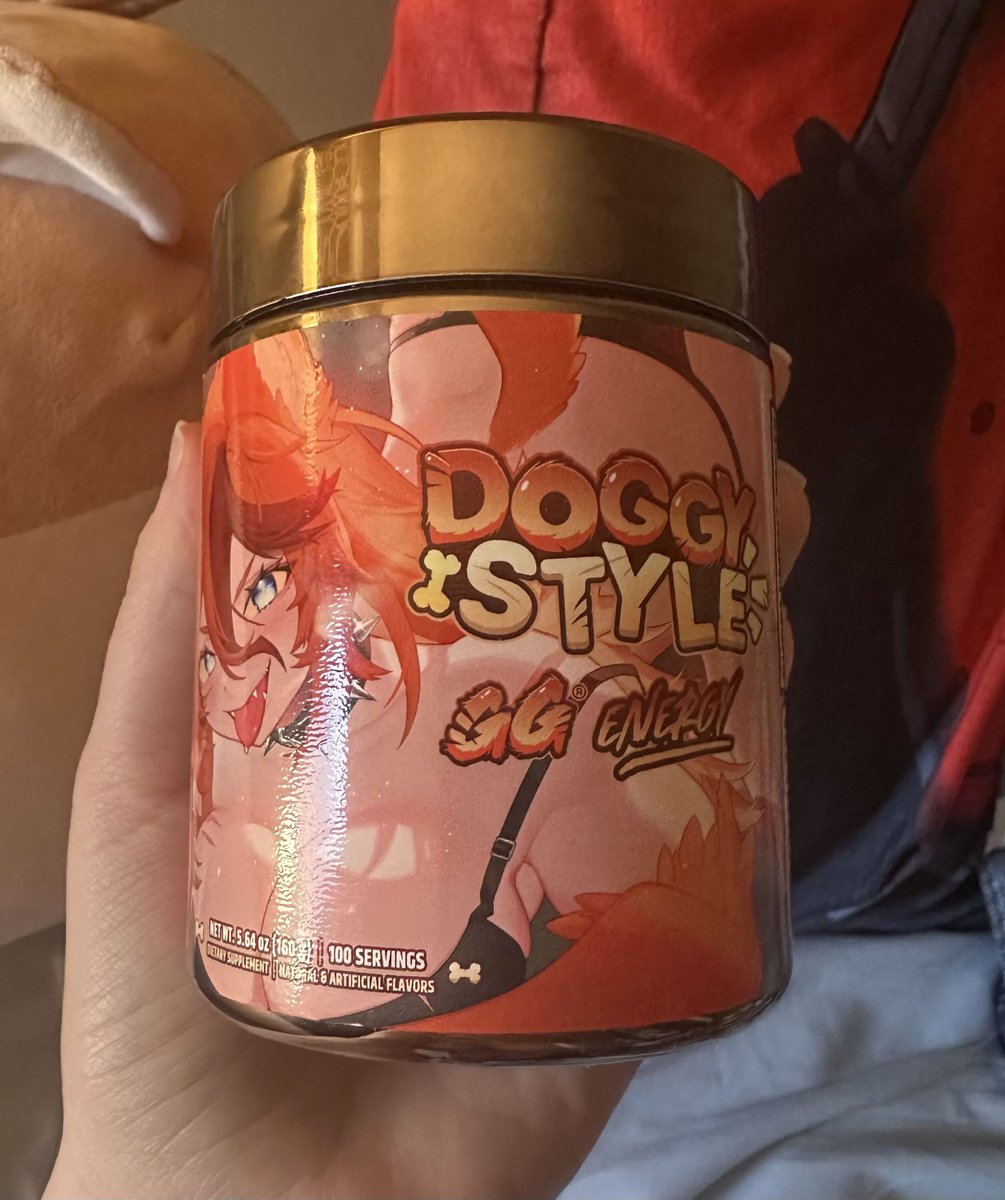 DOGGY
STYLE
GG® ENERGY
NET WT. 5.64 oz | 160 | 100 SERVINGS
DIETARY SUPPLEMENT | NATURAL & ARTIFICIAL FLAVORS